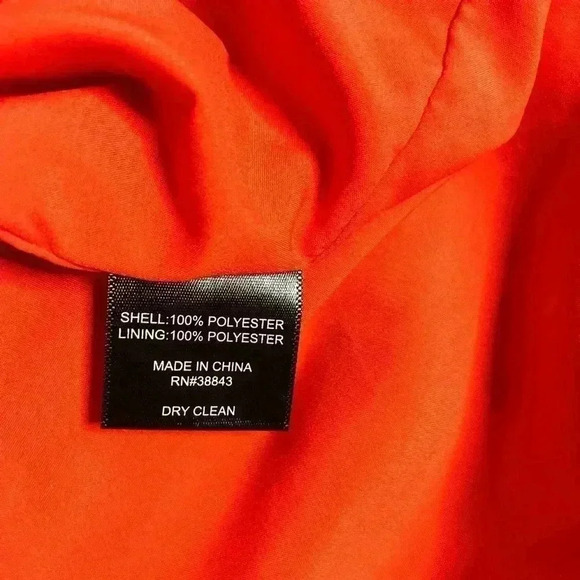 SHELL:100% POLYESTER
LINING:100% POLYESTER
MADE IN CHINA
RN#38843
DRY CLEAN